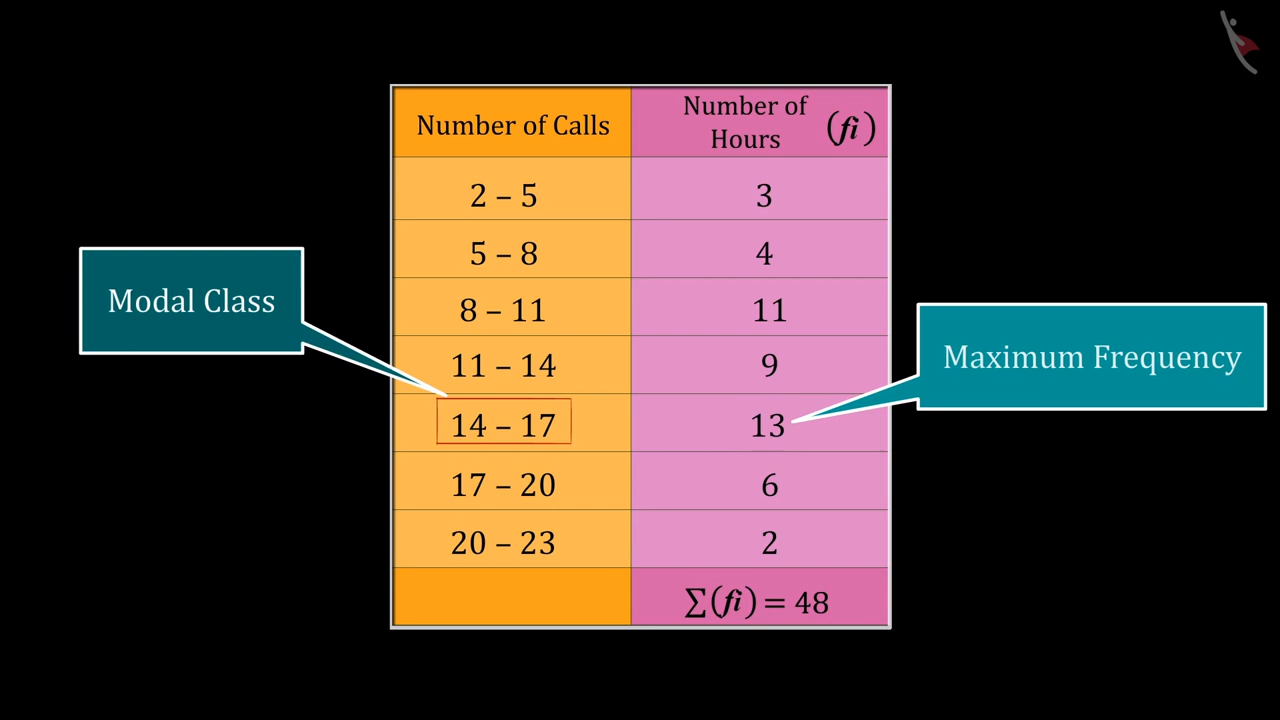 Number of Calls
Number of
Hours
(fi)
2 – 5
3
5 – 8
4
Modal Class
8 – 11
11
11 – 14
9
Maximum Frequency
14 – 17
13
17 – 20
6
20 – 23
2
∑(fi) = 48